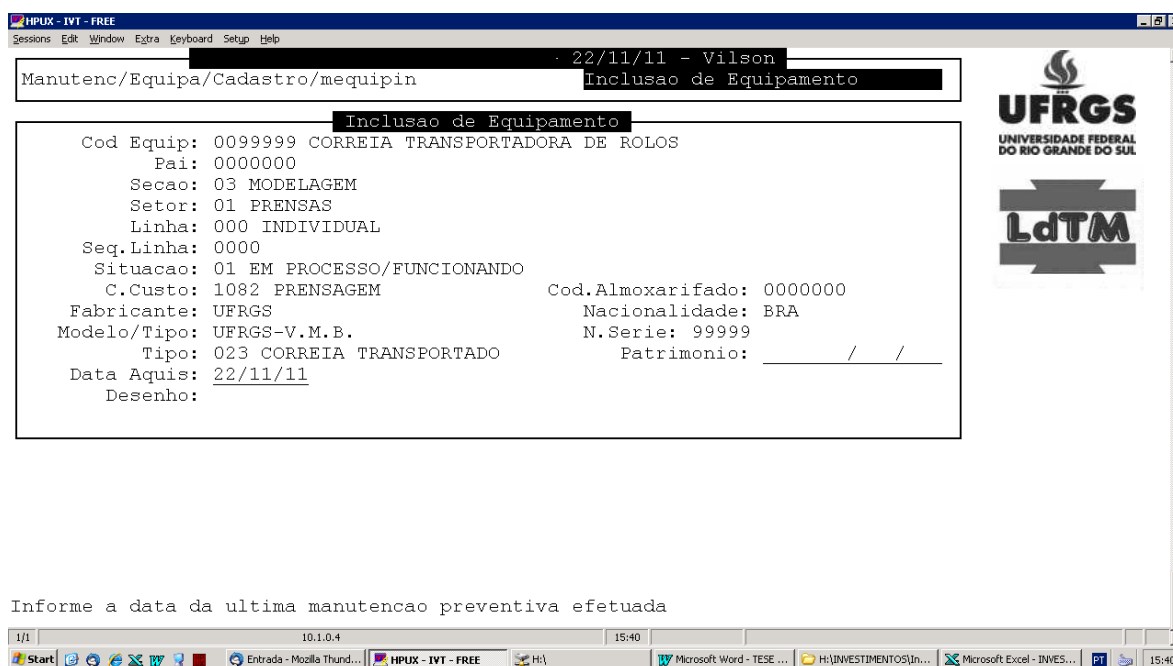 HPUX - IVT - FREE
Sessions Edit Window Extra Keyboard Setup Help
22/11/11 - Vilson
Manutenc/Equipa/Cadastro/mequipin Inclusao de Equipamento
Inclusao de Equipamento
Cod Equip: 0099999 CORREIA TRANSPORTADORA DE ROLOS
Pai: 0000000
Secao: 03 MODELAGEM
Setor: 01 PRENSAS
Linha: 000 INDIVIDUAL
Seq.Linha: 0000
Situacao: 01 EM PROCESSO/FUNCIONANDO
C.Custo: 1082 PRENSAGEM Cod.Almoxarifado: 0000000
Fabricante: UFRGS Nacionalidade: BRA
Modelo/Tipo: UFRGS-V.M.B. N.Serie: 99999
Tipo: 023 CORREIA TRANSPORTADO Patrimonio: / /
Data Aquis: 22/11/11
Desenho:
UFRGS
UNIVERSIDADE FEDERAL
DO RIO GRANDE DO SUL
LdTM
Informe a data da ultima manutencao preventiva efetuada
1/1 10.1.0.4 15:40
Start Entrada - Mozilla Thund... HPUX - IVT - FREE H:\ Microsoft Word - TESE ... H:\INVESTIMENTOS\In... Microsoft Excel - INVES... PT